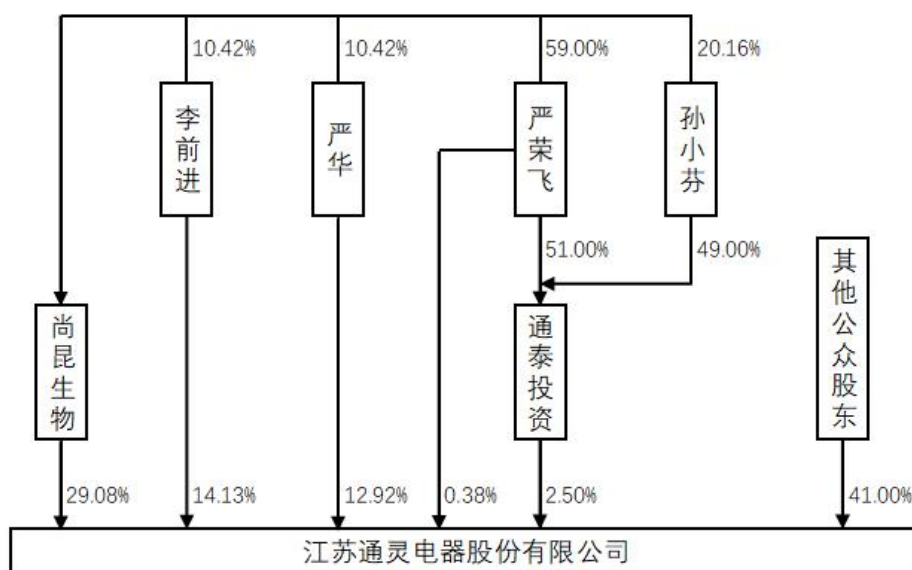 10.42%
10.42%
59.00%
20.16%
李前进
严华
严荣飞
孙小芬
51.00%
49.00%
其他公众股东
尚昆生物
通泰投资
29.08%
14.13%
12.92%
0.38%
2.50%
41.00%
江苏通灵电器股份有限公司